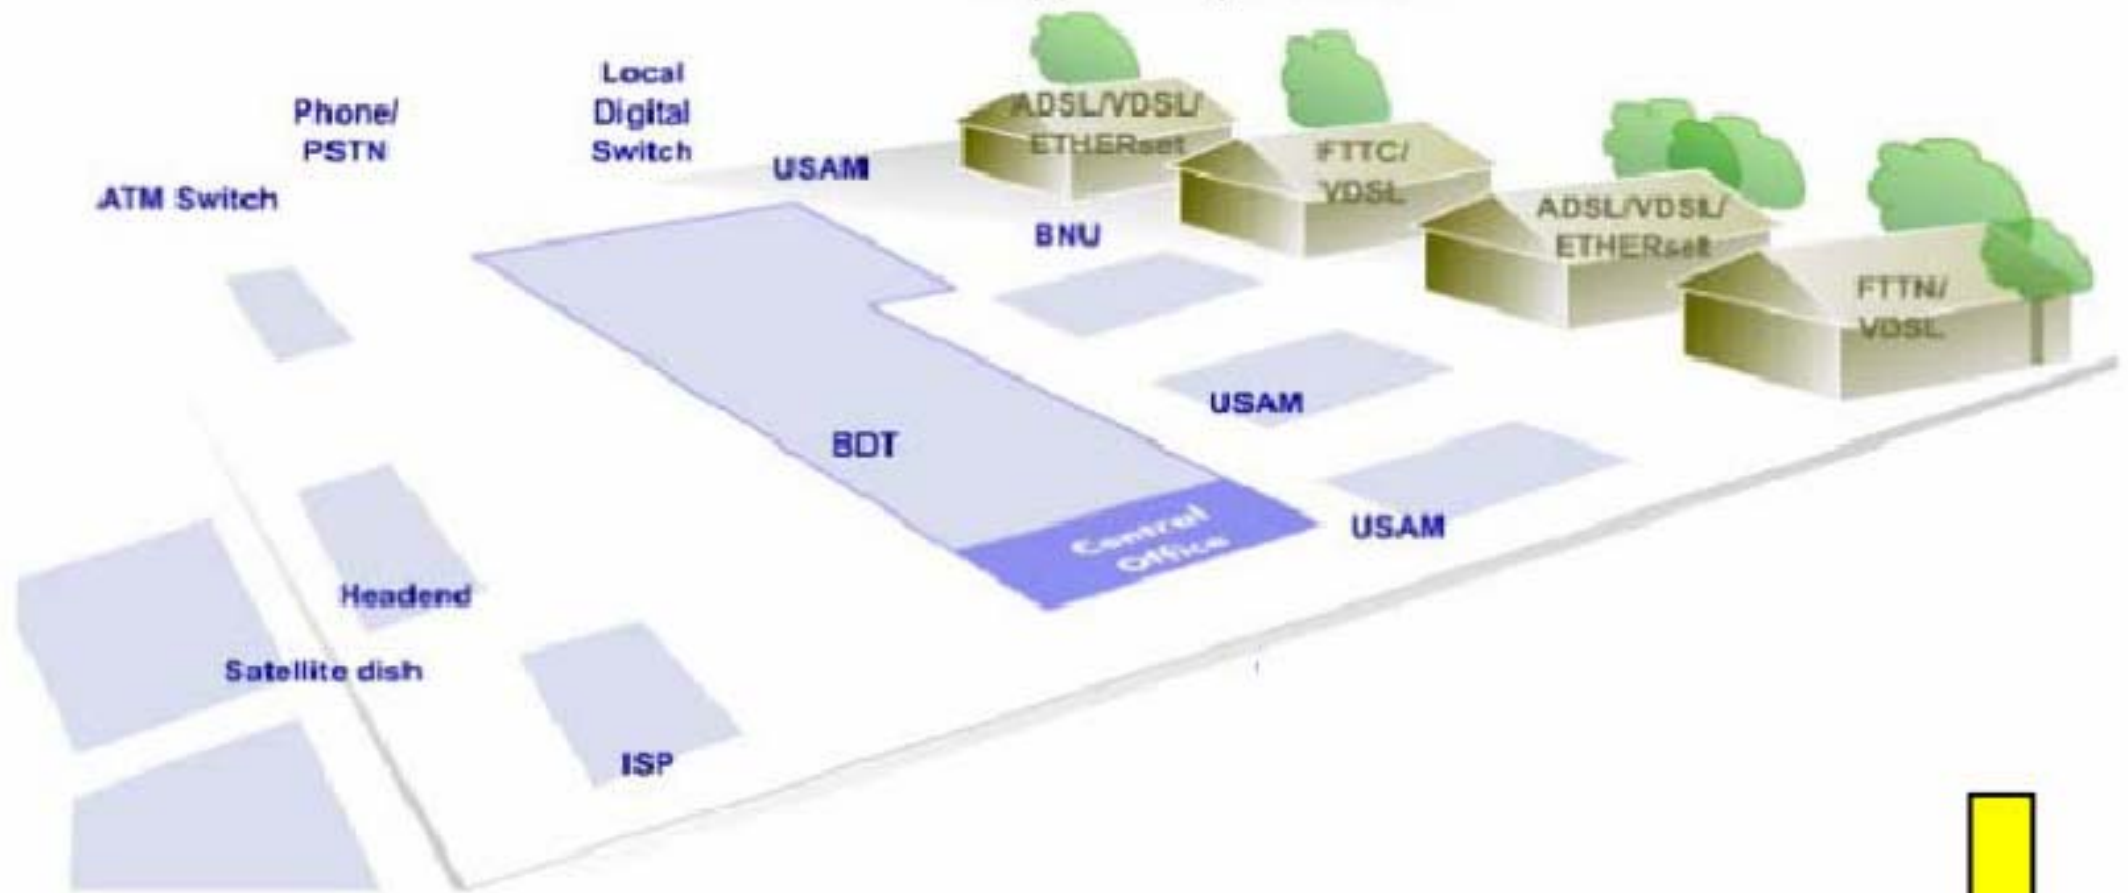 Local
Digital
Switch
Phone/
PSTN
ATM Switch
USAM
ADSL/VDSL/
ETHERset
FTTC/
VDSL
ADSL/VDSL/
ETHERset
FTTN/
VDSL
BNU
USAM
BDT
USAM
Central
Office
Headend
Satellite dish
ISP